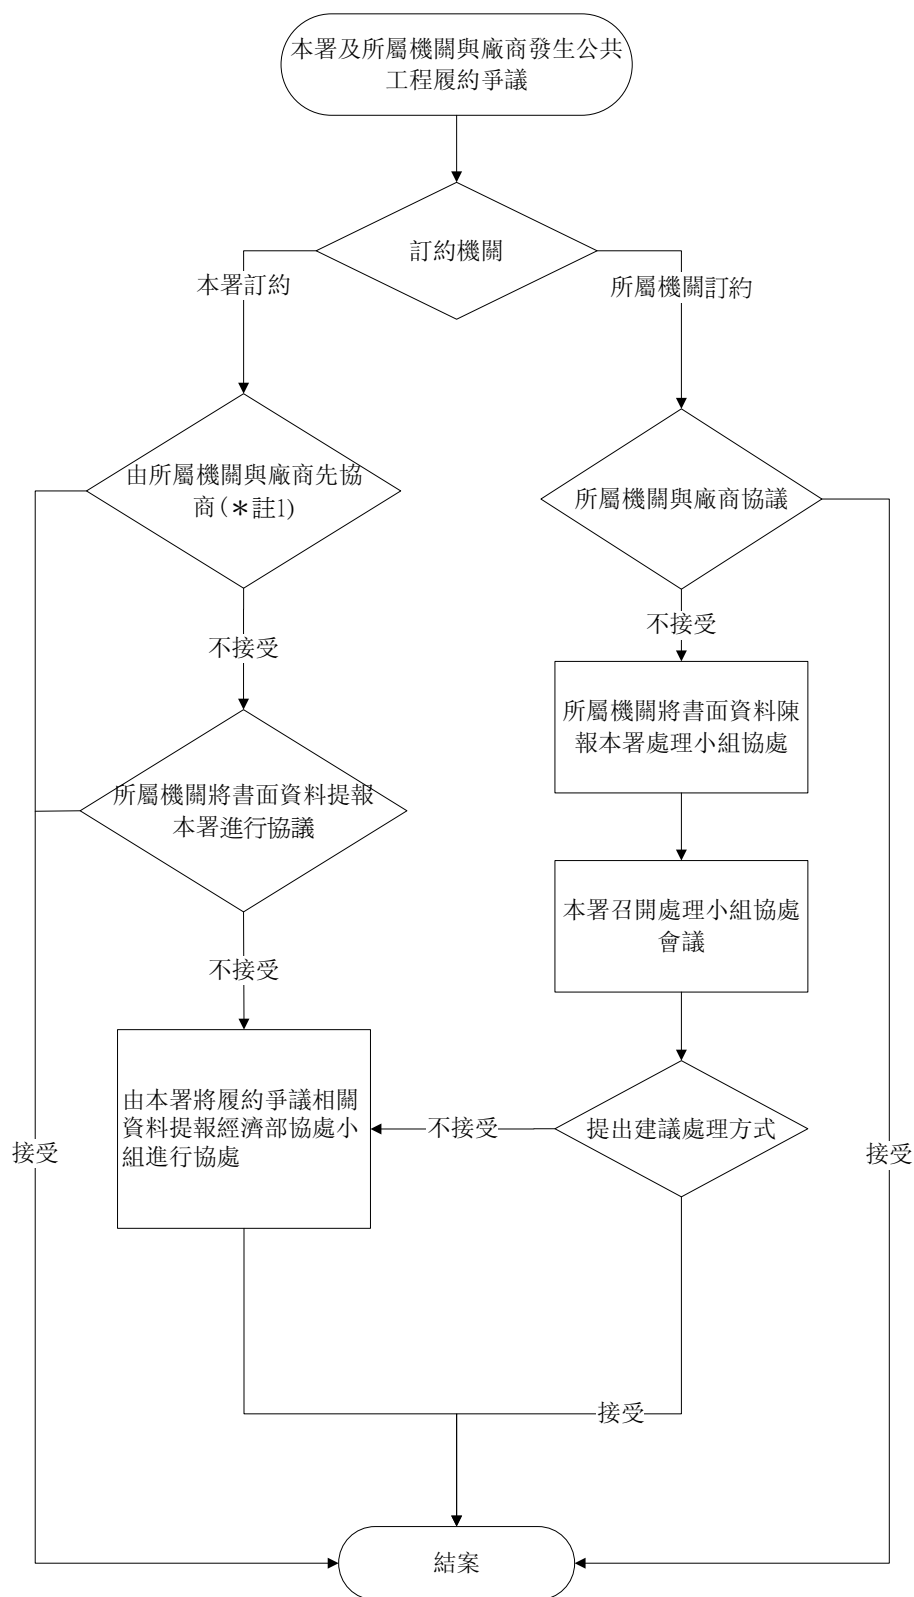 本署及所屬機關與廠商發生公共
工程履約爭議
訂約機關
本署訂約
所屬機關訂約
由所屬機關與廠商先協
商(＊註1)
所屬機關與廠商協議
不接受
不接受
所屬機關將書面資料陳
報本署處理小組協處
所屬機關將書面資料提報
本署進行協議
本署召開處理小組協處
會議
不接受
由本署將履約爭議相關
資料提報經濟部協處小
組進行協處
不接受
提出建議處理方式
接受
接受
接受
結案